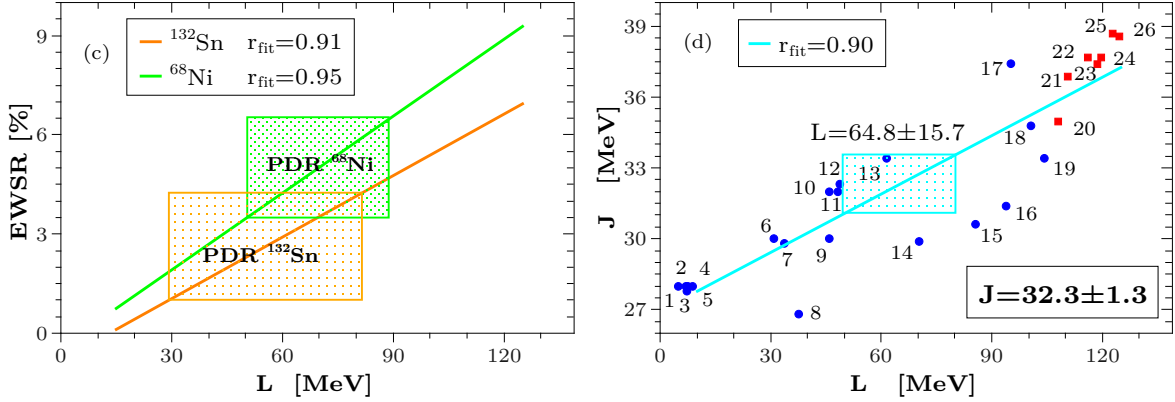 (c)
¹³²Sn r_fit=0.91
⁶⁸Ni r_fit=0.95
PDR ⁶⁸Ni
PDR ¹³²Sn
EWSR [%]
9
6
3
0
0 30 60 90 120
L [MeV]
(d)
r_fit=0.90
L=64.8±15.7
J=32.3±1.3
J [MeV]
39
36
33
30
27
0 30 60 90 120
L [MeV]
25 26
22 24
17 21 23
20
18
12 13 19
10 11
16
6 15
7 9 14
2 4
1 3 5
8